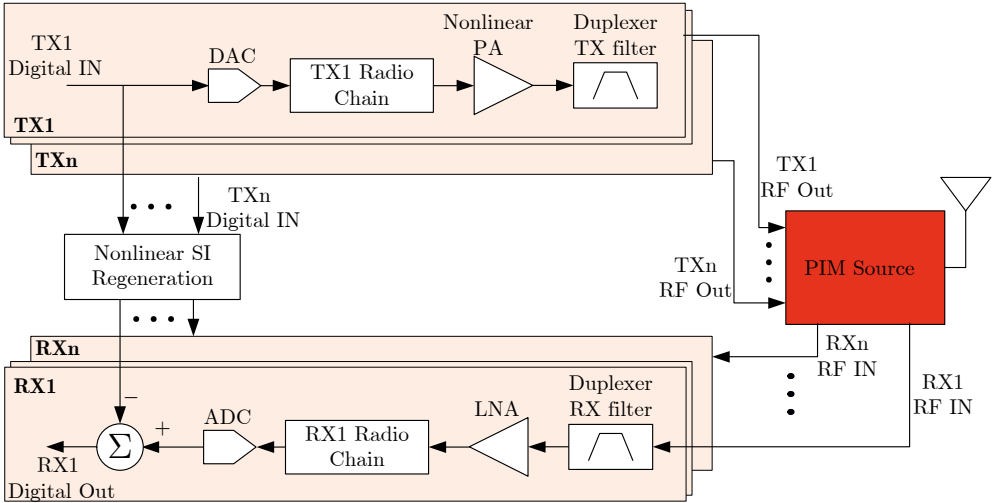 TX1
Digital IN
DAC
TX1 Radio
Chain
Nonlinear
PA
Duplexer
TX filter
TX1
TXn
TXn
Digital IN
TX1
RF Out
Nonlinear SI
Regeneration
TXn
RF Out
PIM Source
RXn
RXn
RF IN
RX1
RX1
RF IN
−
+
Σ
ADC
RX1 Radio
Chain
LNA
Duplexer
RX filter
RX1
Digital Out